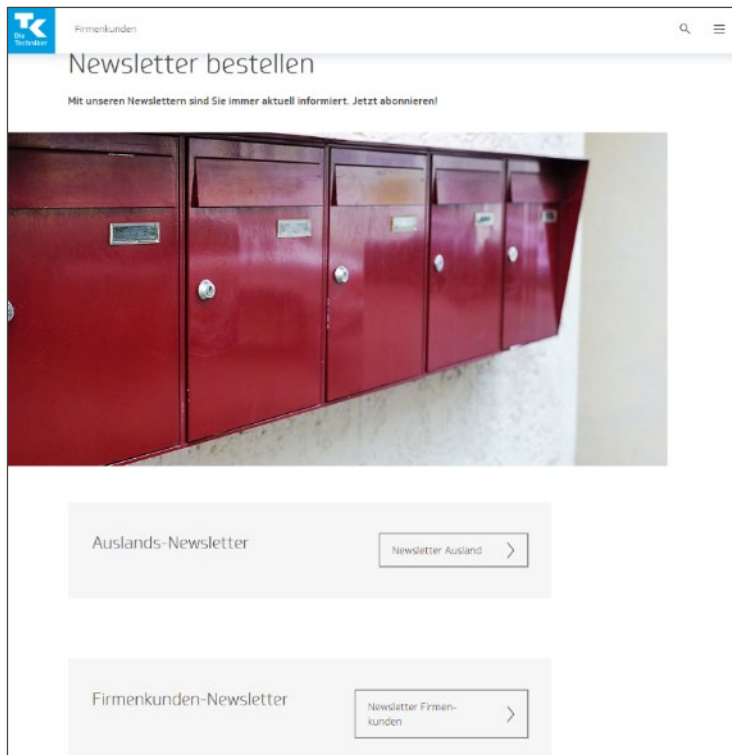 Die
Techniker
Firmenkunden
Newsletter bestellen
Mit unseren Newslettern sind Sie immer aktuell informiert. Jetzt abonnieren!
Auslands-Newsletter
Newsletter Ausland
Firmenkunden-Newsletter
Newsletter Firmen-
kunden